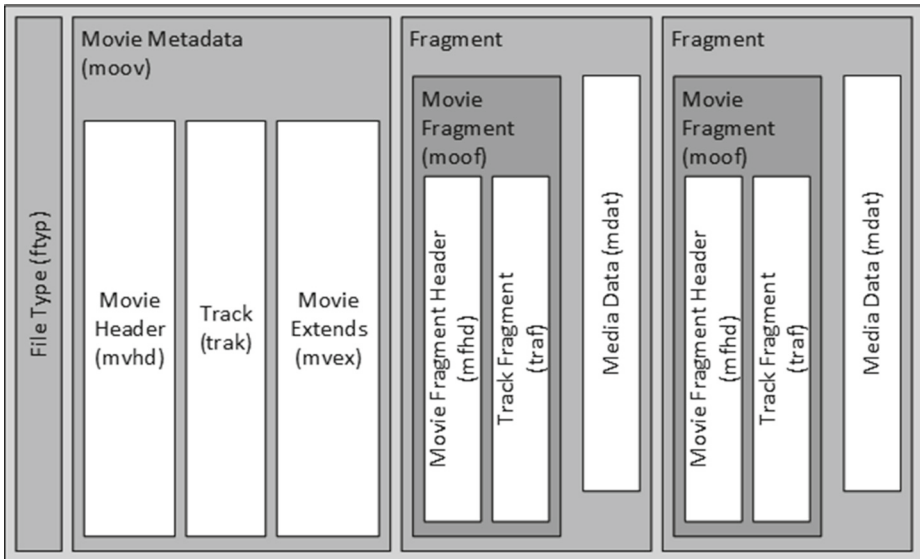 File Type (ftyp)
Movie Metadata
(moov)
Movie
Header
(mvhd)
Track
(trak)
Movie
Extends
(mvex)
Fragment
Movie
Fragment
(moof)
Movie Fragment Header
(mfhd)
Track Fragment
(traf)
Media Data (mdat)
Fragment
Movie
Fragment
(moof)
Movie Fragment Header
(mfhd)
Track Fragment
(traf)
Media Data (mdat)